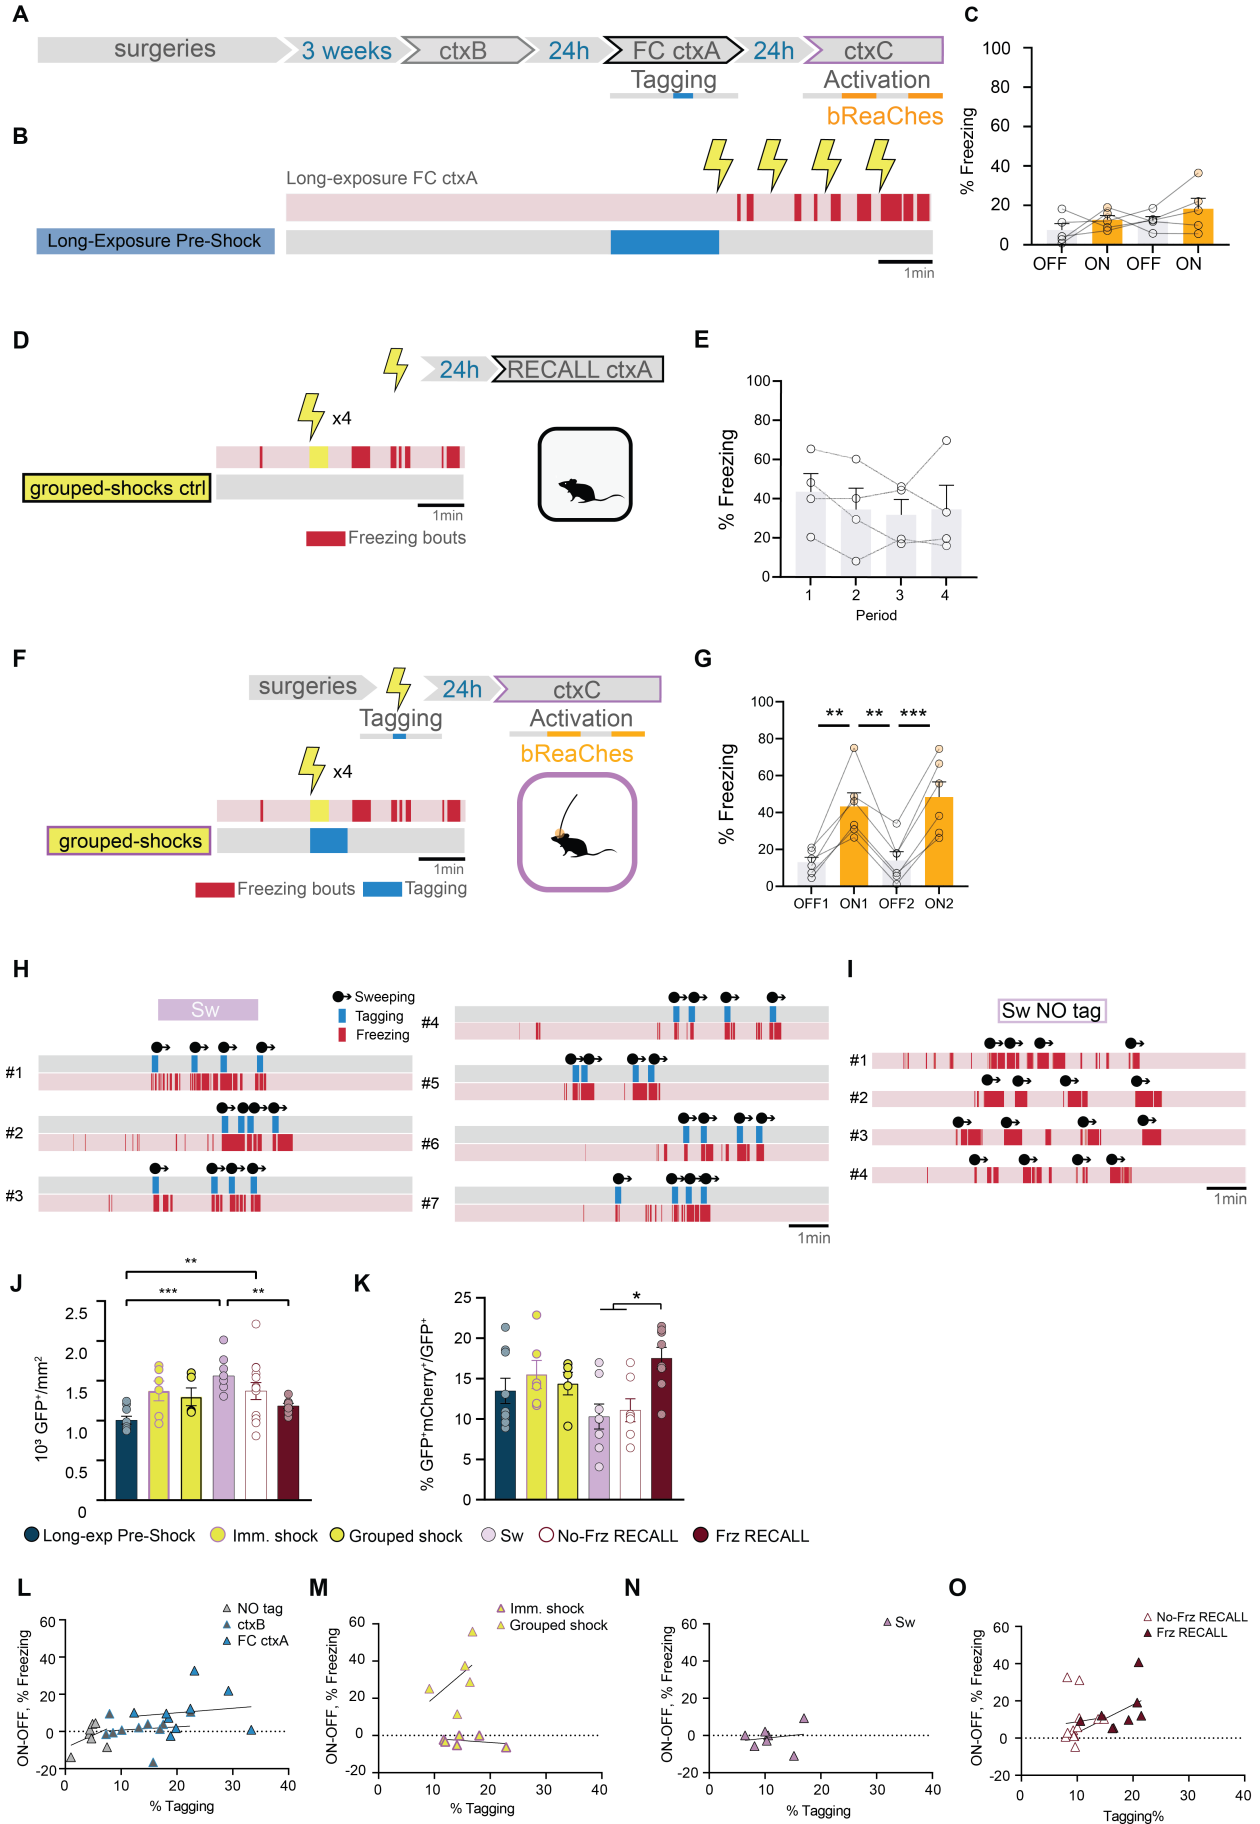 A
surgeries
3 weeks
ctxB
24h
FC ctxA
24h
ctxC
Tagging
Activation
bReaChes
B
Long-exposure FC ctxA
Long-Exposure Pre-Shock
1min
C
% Freezing
100
80
60
40
20
0
OFF ON OFF ON
D
24h
RECALL ctxA
x4
grouped-shocks ctrl
1min
Freezing bouts
E
% Freezing
100
80
60
40
20
0
1 2 3 4
Period
F
surgeries
24h
ctxC
Tagging
Activation
bReaChes
x4
grouped-shocks
1min
Freezing bouts
Tagging
G
% Freezing
100
80
60
40
20
0
** ** ***
OFF1 ON1 OFF2 ON2
H
Sw
Sweeping
Tagging
Freezing
#1
#2
#3
#4
#5
#6
#7
1min
I
Sw NO tag
#1
#2
#3
#4
1min
J
**
*** **
10³ GFP⁺/mm²
2.5
2.0
1.5
1.0
0.5
0
K
*
% GFP⁺mCherry⁺/GFP⁺
25
20
15
10
5
0
Long-exp Pre-Shock Imm. shock Grouped shock Sw No-Frz RECALL Frz RECALL
L
NO tag
ctxB
FC ctxA
ON-OFF, % Freezing
60
40
20
0
-20
0 10 20 30 40
% Tagging
M
Imm. shock
Grouped shock
ON-OFF, % Freezing
60
40
20
0
-20
0 10 20 30 40
% Tagging
N
Sw
ON-OFF, % Freezing
60
40
20
0
-20
0 10 20 30 40
% Tagging
O
No-Frz RECALL
Frz RECALL
ON-OFF, % Freezing
60
40
20
0
-20
0 10 20 30 40
Tagging%